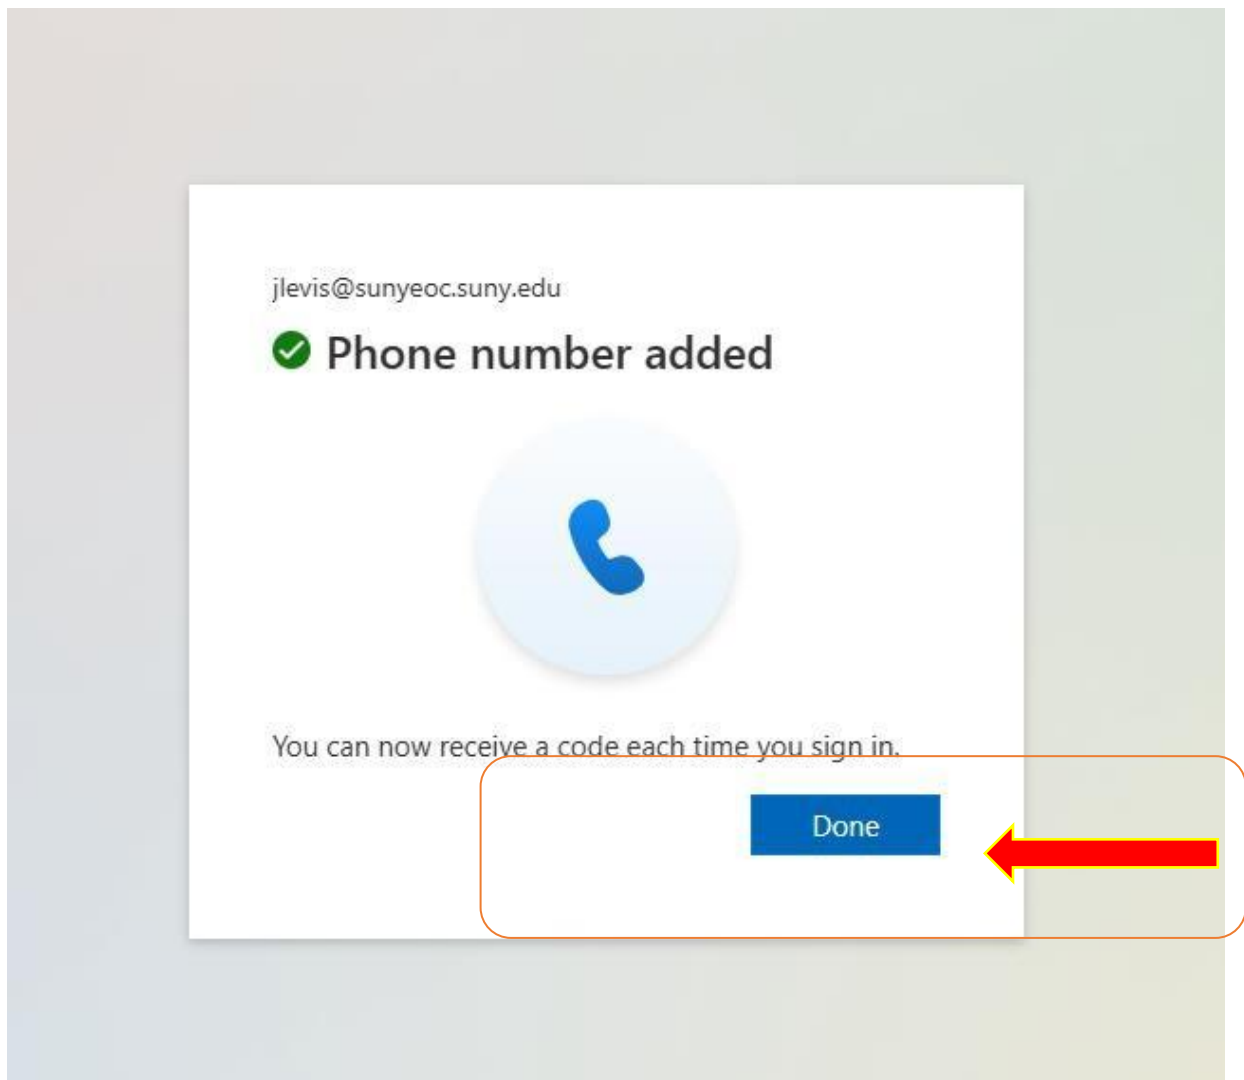 jlevis@sunyeoc.suny.edu
Phone number added
You can now receive a code each time you sign in.
Done